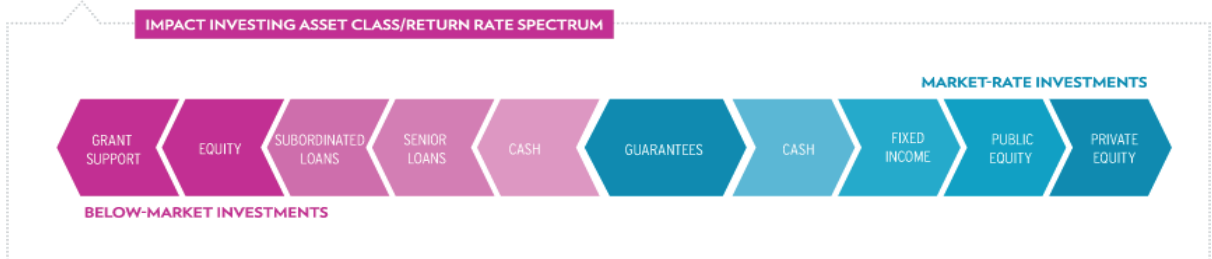 IMPACT INVESTING ASSET CLASS/RETURN RATE SPECTRUM
MARKET-RATE INVESTMENTS
GRANT
SUPPORT
EQUITY
SUBORDINATED
LOANS
SENIOR
LOANS
CASH
GUARANTEES
CASH
FIXED
INCOME
PUBLIC
EQUITY
PRIVATE
EQUITY
BELOW-MARKET INVESTMENTS